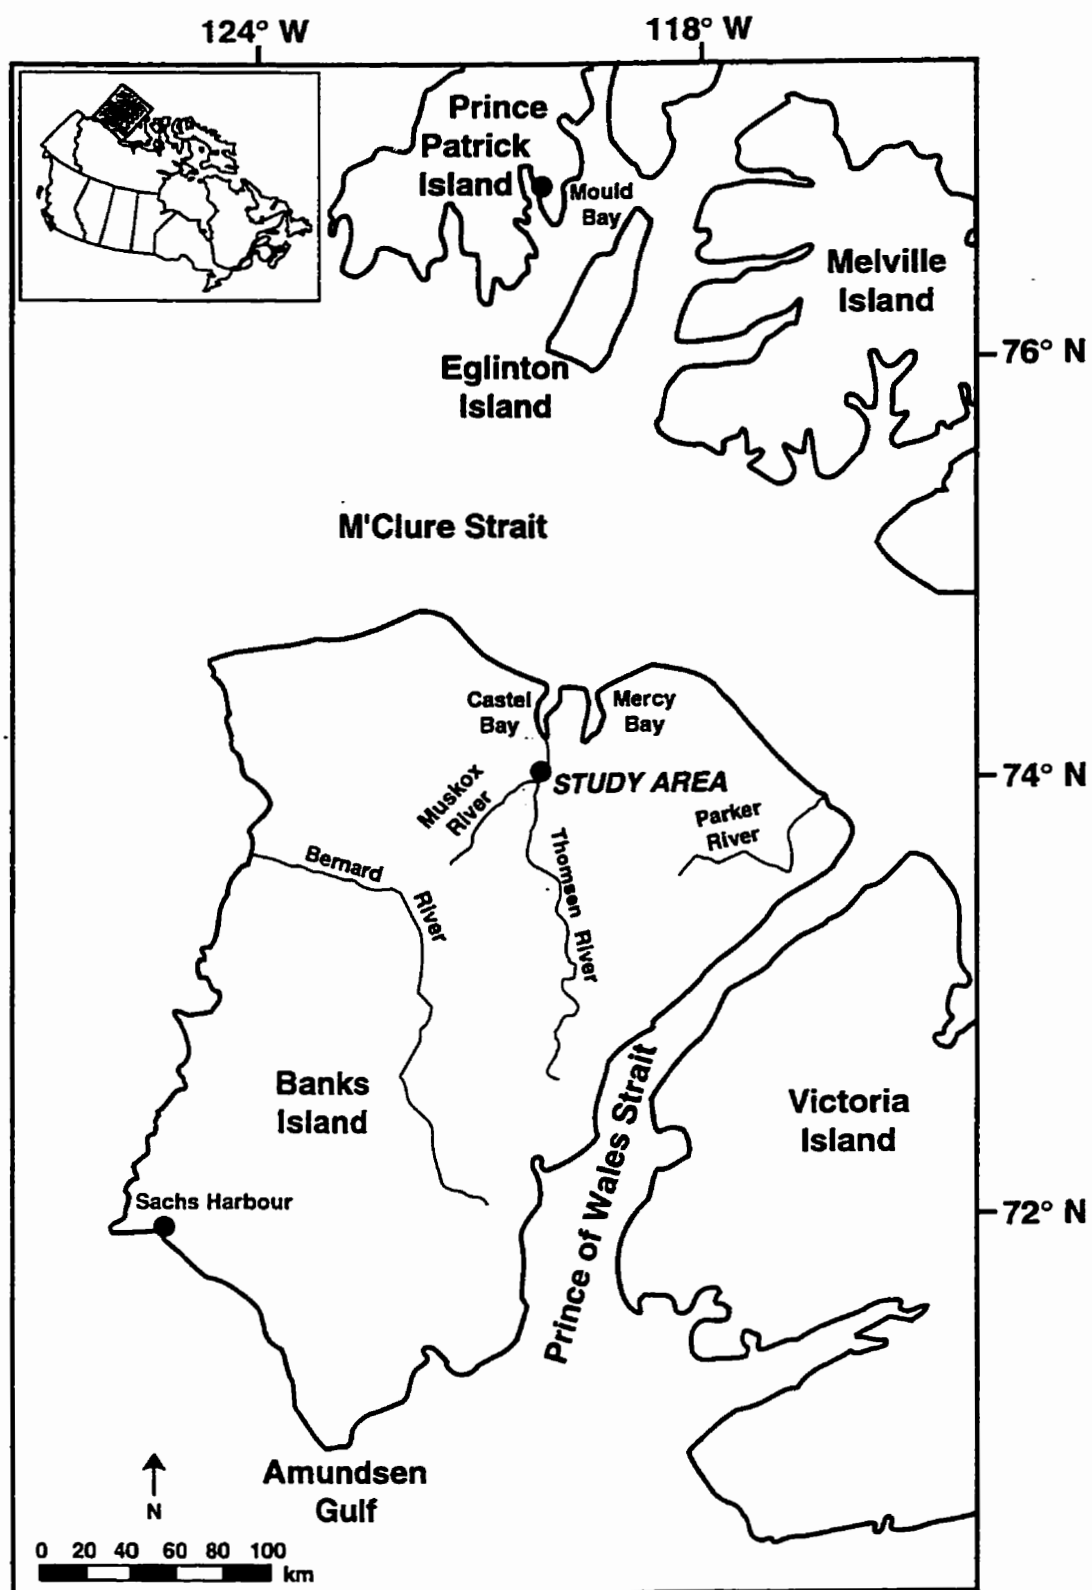 124° W
118° W
Prince
Patrick
Island
Mould
Bay
Melville
Island
76° N
Eglinton
Island
M'Clure Strait
Castel
Bay
Mercy
Bay
74° N
STUDY AREA
Muskox
River
Parker
River
Bernard
River
Thomsen River
Banks
Island
Victoria
Island
Prince of Wales Strait
Sachs Harbour
72° N
Amundsen
Gulf
N
0 20 40 60 80 100
km